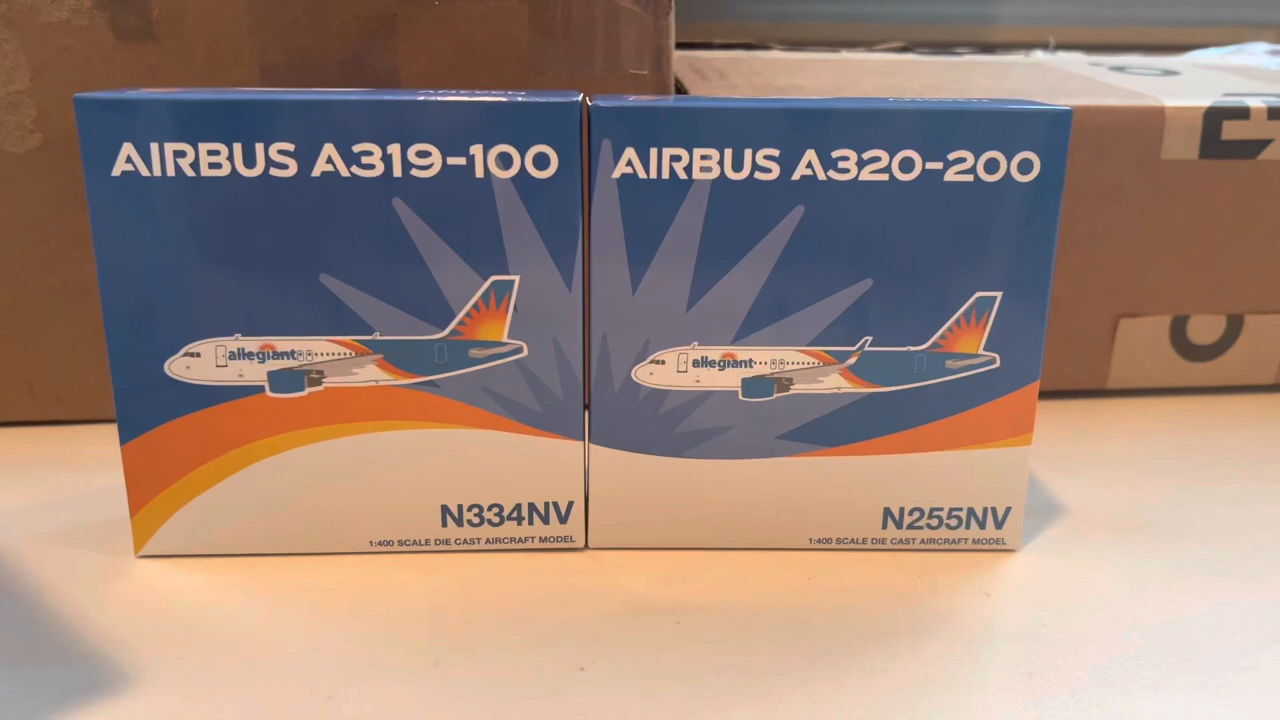 AIRBUS A319-100
allegiant
N334NV
1:400 SCALE DIE CAST AIRCRAFT MODEL
AIRBUS A320-200
allegiant
N255NV
1:400 SCALE DIE CAST AIRCRAFT MODEL